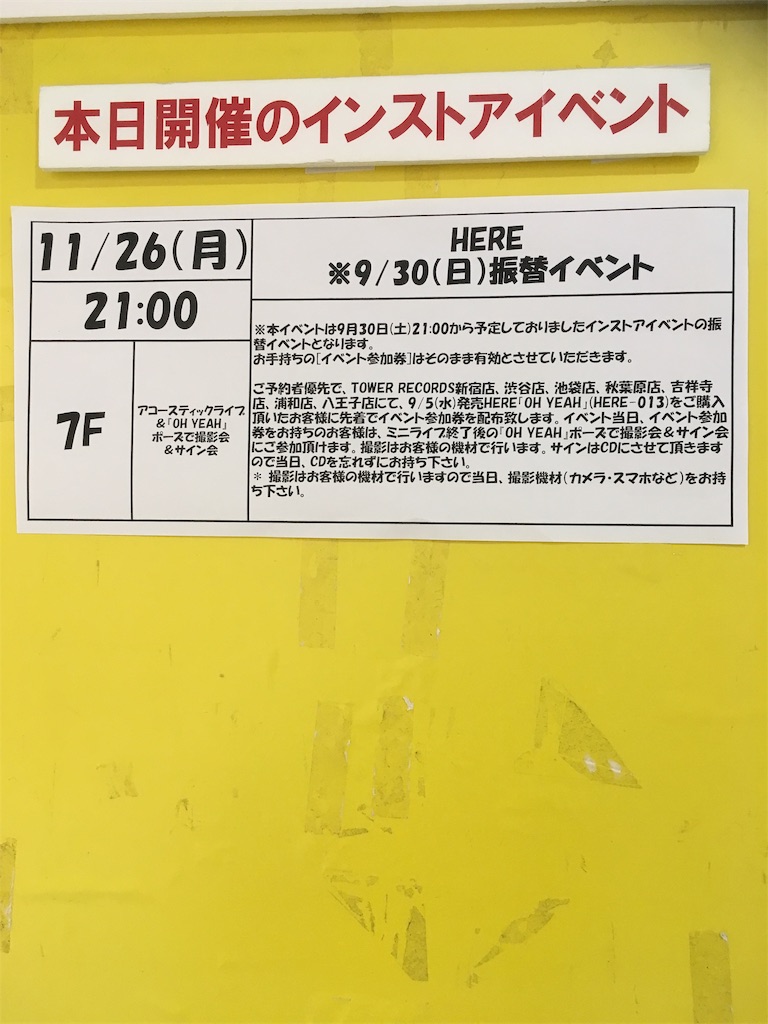 本日開催のインストアイベント
11/26(月)
21:00
7F
アコースティックライブ
&「OH YEAH」
ポーズで撮影会
&サイン会
HERE
※9/30(日)振替イベント
※本イベントは9月30日(土)21:00から予定しておりましたインストアイベントの振
替イベントとなります。
お手持ちの[イベント参加券]はそのまま有効とさせていただきます。
ご予約者優先で、TOWER RECORDS新宿店、渋谷店、池袋店、秋葉原店、吉祥寺
店、浦和店、八王子店にて、9/5(水)発売HERE「OH YEAH」(HERE-013)をご購入
頂いたお客様に先着でイベント参加券を配布致します。イベント当日、イベント参加
券をお持ちのお客様は、ミニライブ終了後の「OH YEAH」ポーズで撮影会&サイン会
にご参加頂けます。撮影はお客様の機材で行います。サインはCDにさせて頂きます
ので当日、CDを忘れずにお持ち下さい。
* 撮影はお客様の機材で行いますので当日、撮影機材(カメラ・スマホなど)をお持
ち下さい。